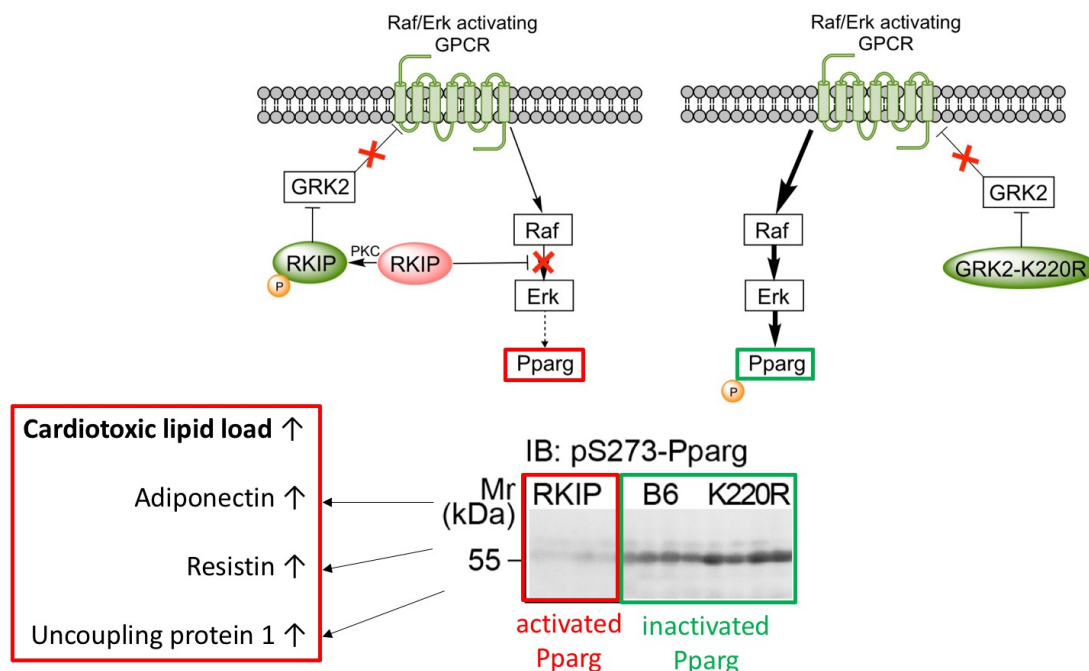 Raf/Erk activating
GPCR
GRK2
RKIP
P
PKC
RKIP
Raf
Erk
Pparg
Raf/Erk activating
GPCR
Raf
Erk
Pparg
P
GRK2
GRK2-K220R
Cardiotoxic lipid load ↑
Adiponectin ↑
Resistin ↑
Uncoupling protein 1 ↑
IB: pS273-Pparg
Mr
(kDa)
RKIP B6 K220R
55
activated
Pparg
inactivated
Pparg